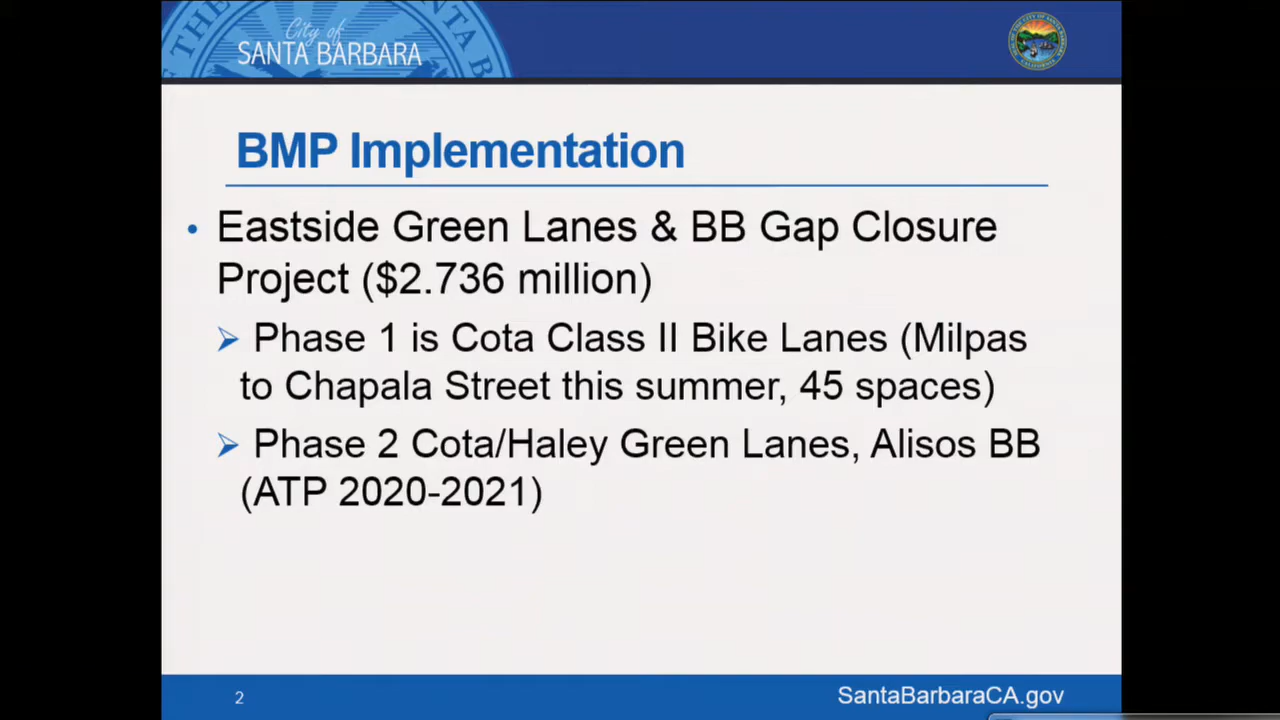 City of
SANTA BARBARA
BMP Implementation
• Eastside Green Lanes & BB Gap Closure
Project ($2.736 million)
➢ Phase 1 is Cota Class II Bike Lanes (Milpas
to Chapala Street this summer, 45 spaces)
➢ Phase 2 Cota/Haley Green Lanes, Alisos BB
(ATP 2020-2021)
2
SantaBarbaraCA.gov